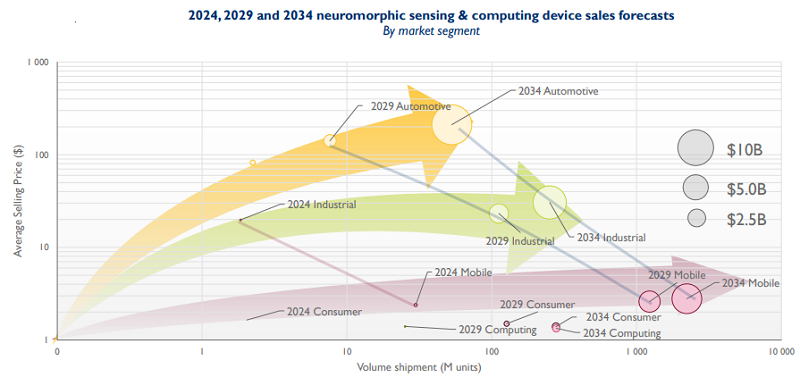 2024, 2029 and 2034 neuromorphic sensing & computing device sales forecasts
By market segment
1 000
100
10
1
Average Selling Price ($)
2029 Automotive
2034 Automotive
2024 Industrial
2029 Industrial
2034 Industrial
2024 Mobile
2029 Mobile
2034 Mobile
2024 Consumer
2029 Consumer
2034 Consumer
2029 Computing
2034 Computing
$10B
$5.0B
$2.5B
0
1
10
100
1 000
10 000
Volume shipment (M units)